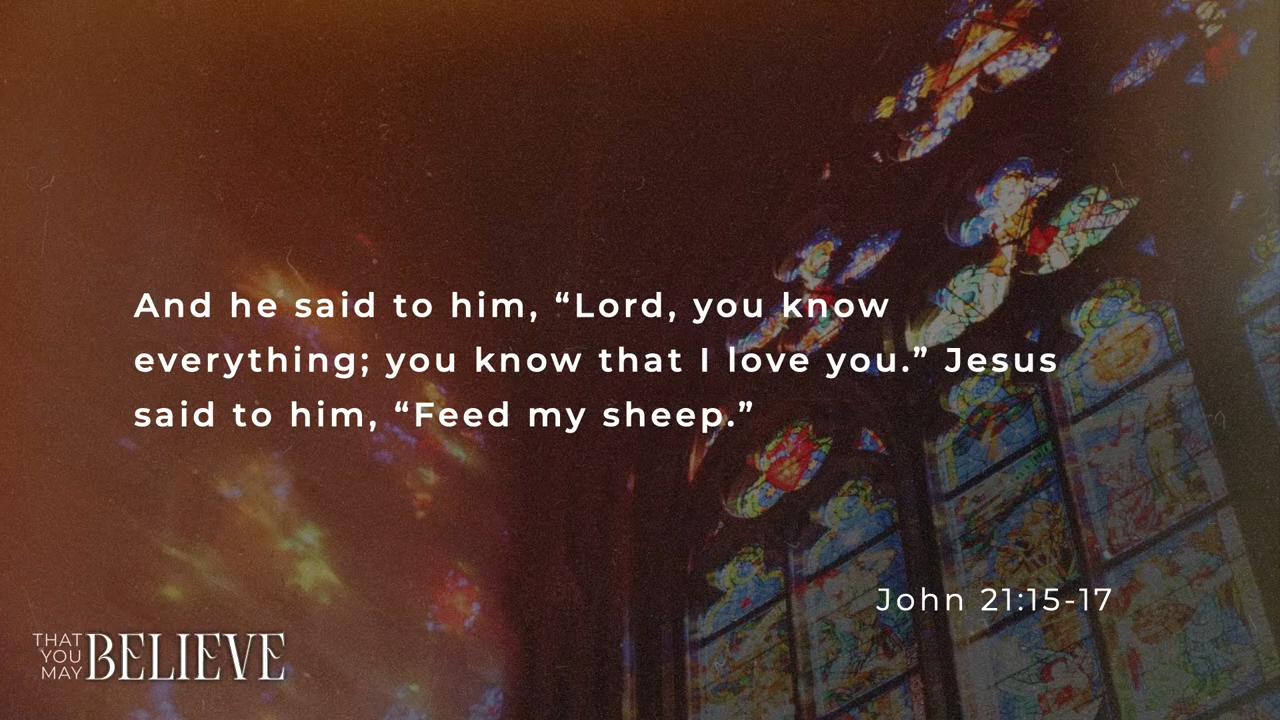 And he said to him, “Lord, you know
everything; you know that I love you.” Jesus
said to him, “Feed my sheep.”
John 21:15-17
THAT
YOU
MAY
BELIEVE